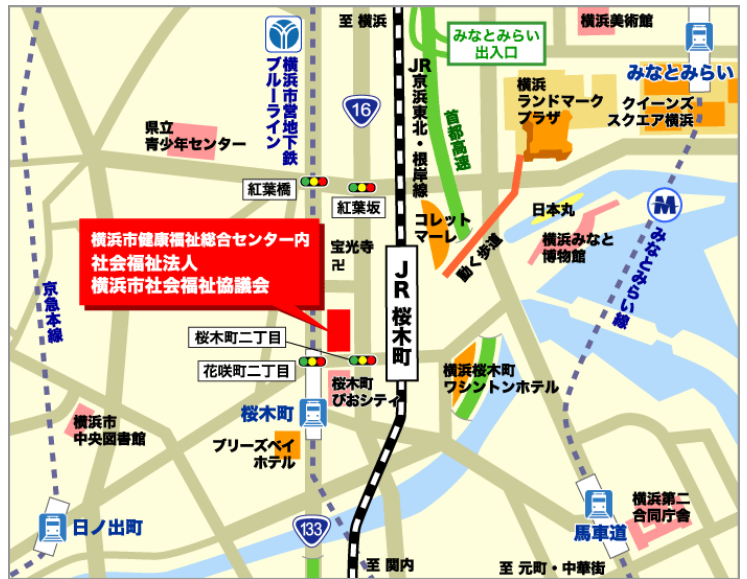 至 横浜
みなとみらい
出入口
横浜美術館
みなとみらい
横浜市営地下鉄
ブルーライン
16
JR京浜東北・根岸線
首都高速
横浜
ランドマーク
プラザ
クイーンズ
スクエア横浜
県立
青少年センター
紅葉橋
紅葉坂
コレット
マーレ
動く歩道
日本丸
横浜みなと
博物館
M
みなとみらい線
横浜市健康福祉総合センター内
社会福祉法人
横浜市社会福祉協議会
宝光寺
卍
JR 桜木町
京急本線
桜木町二丁目
花咲町二丁目
桜木町
ぴおシティ
横浜桜木町
ワシントンホテル
桜木町
横浜市
中央図書館
ブリーズベイ
ホテル
日ノ出町
133
馬車道
横浜第二
合同庁舎
至 関内
至 元町・中華街